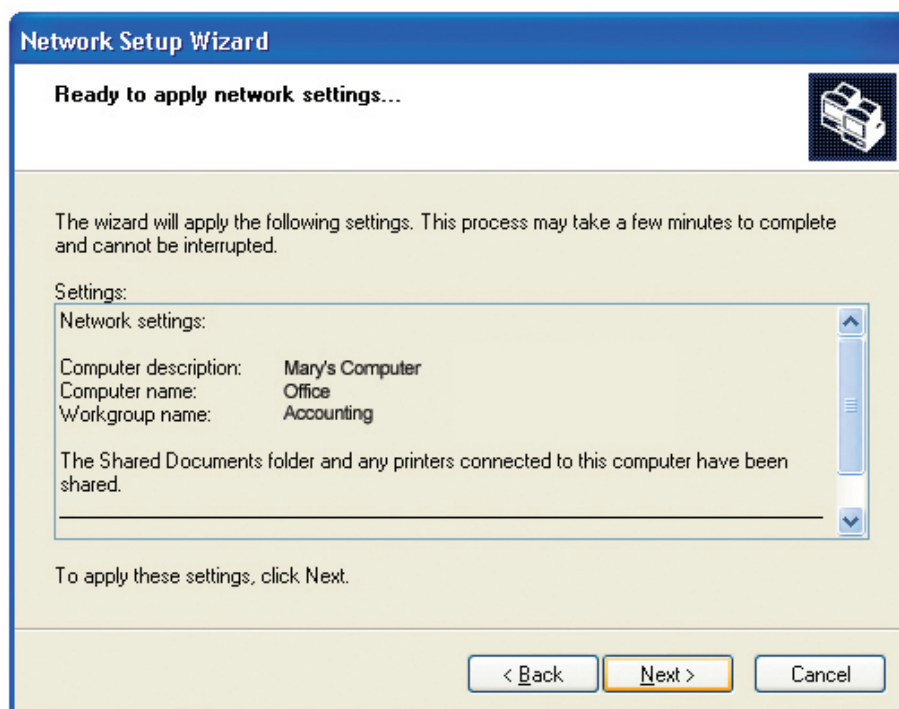 Network Setup Wizard
Ready to apply network settings...
The wizard will apply the following settings. This process may take a few minutes to complete
and cannot be interrupted.
Settings:
Network settings:
Computer description: Mary's Computer
Computer name: Office
Workgroup name: Accounting
The Shared Documents folder and any printers connected to this computer have been
shared.
To apply these settings, click Next.
< Back Next > Cancel